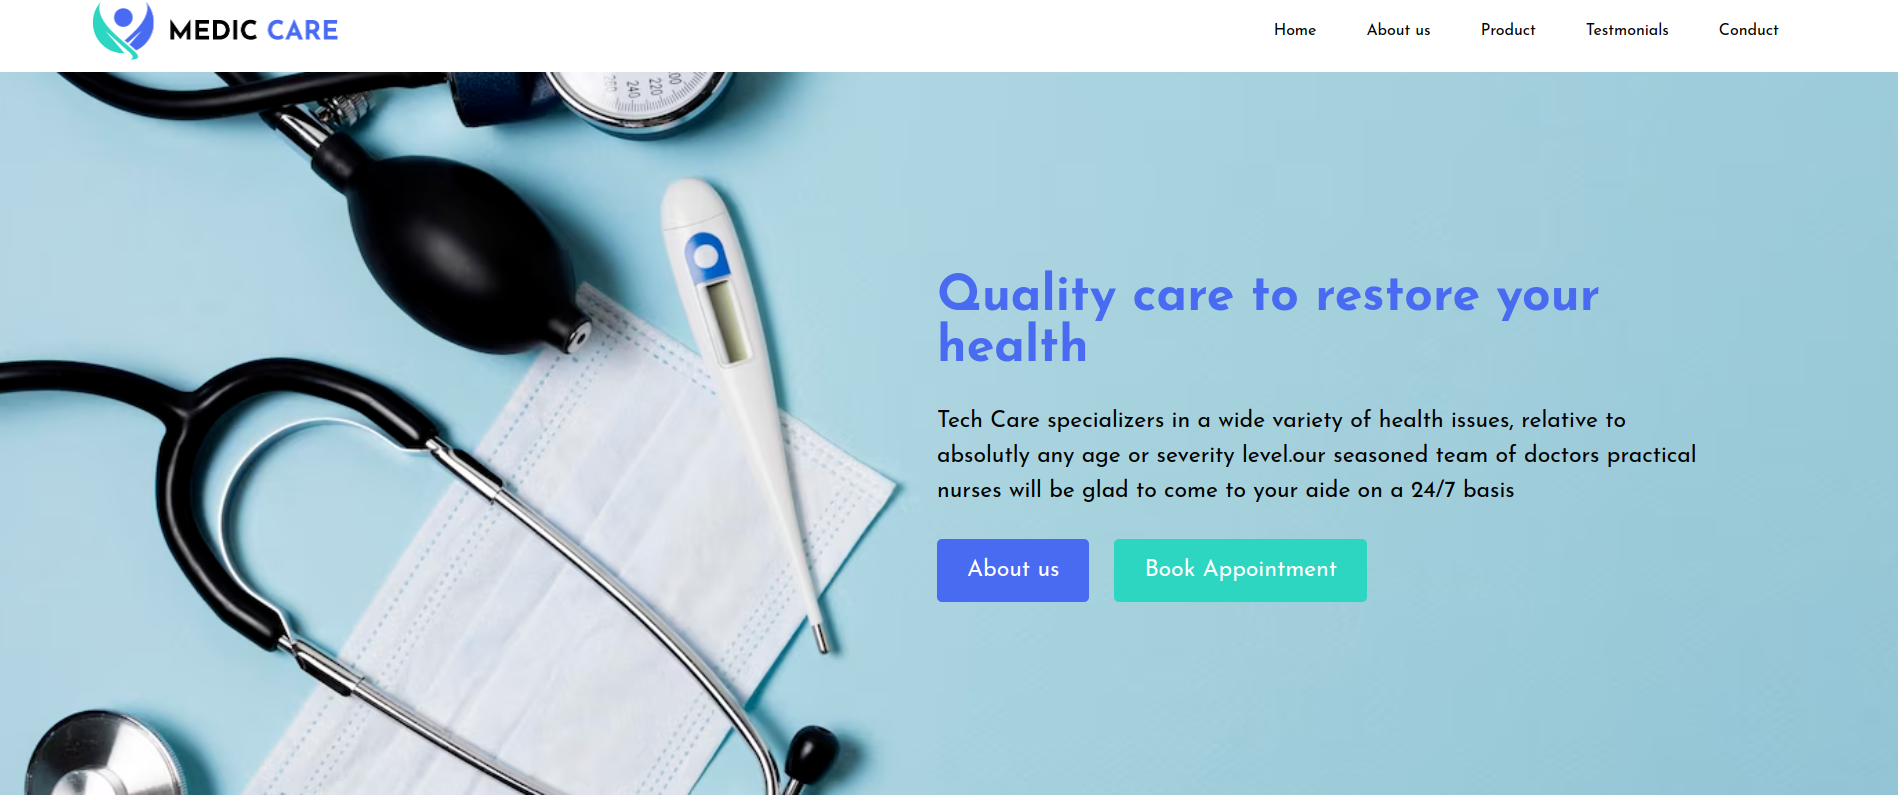 MEDIC CARE
Home About us Product Testmonials Conduct
240
220
Quality care to restore your
health
Tech Care specializers in a wide variety of health issues, relative to
absolutly any age or severity level.our seasoned team of doctors practical
nurses will be glad to come to your aide on a 24/7 basis
About us Book Appointment